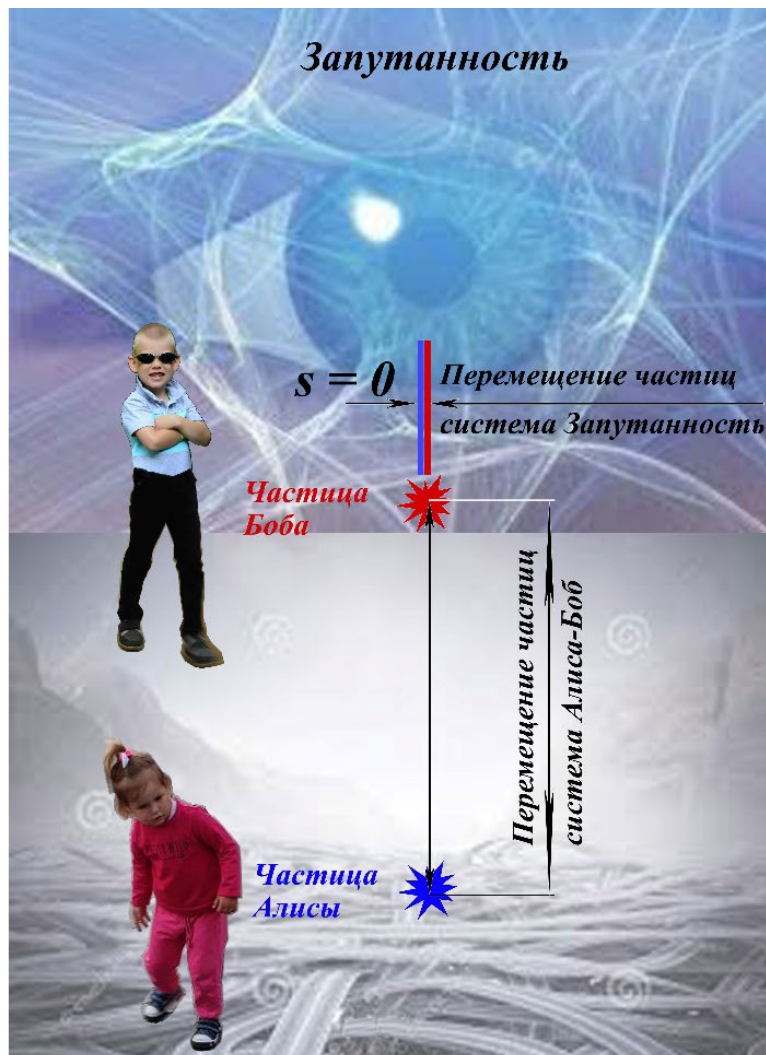 Запутанность
s = 0
Перемещение частиц
система Запутанность
Частица
Боба
Перемещение частиц
система Алиса-Боб
Частица
Алисы